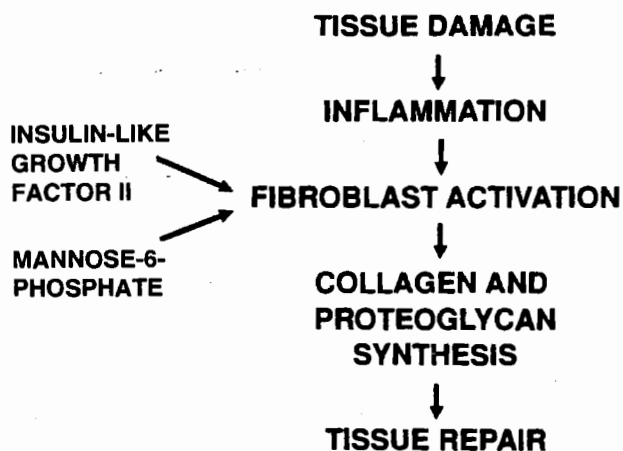 TISSUE DAMAGE
INFLAMMATION
INSULIN-LIKE
GROWTH
FACTOR II
FIBROBLAST ACTIVATION
MANNOSE-6-
PHOSPHATE
COLLAGEN AND
PROTEOGLYCAN
SYNTHESIS
TISSUE REPAIR